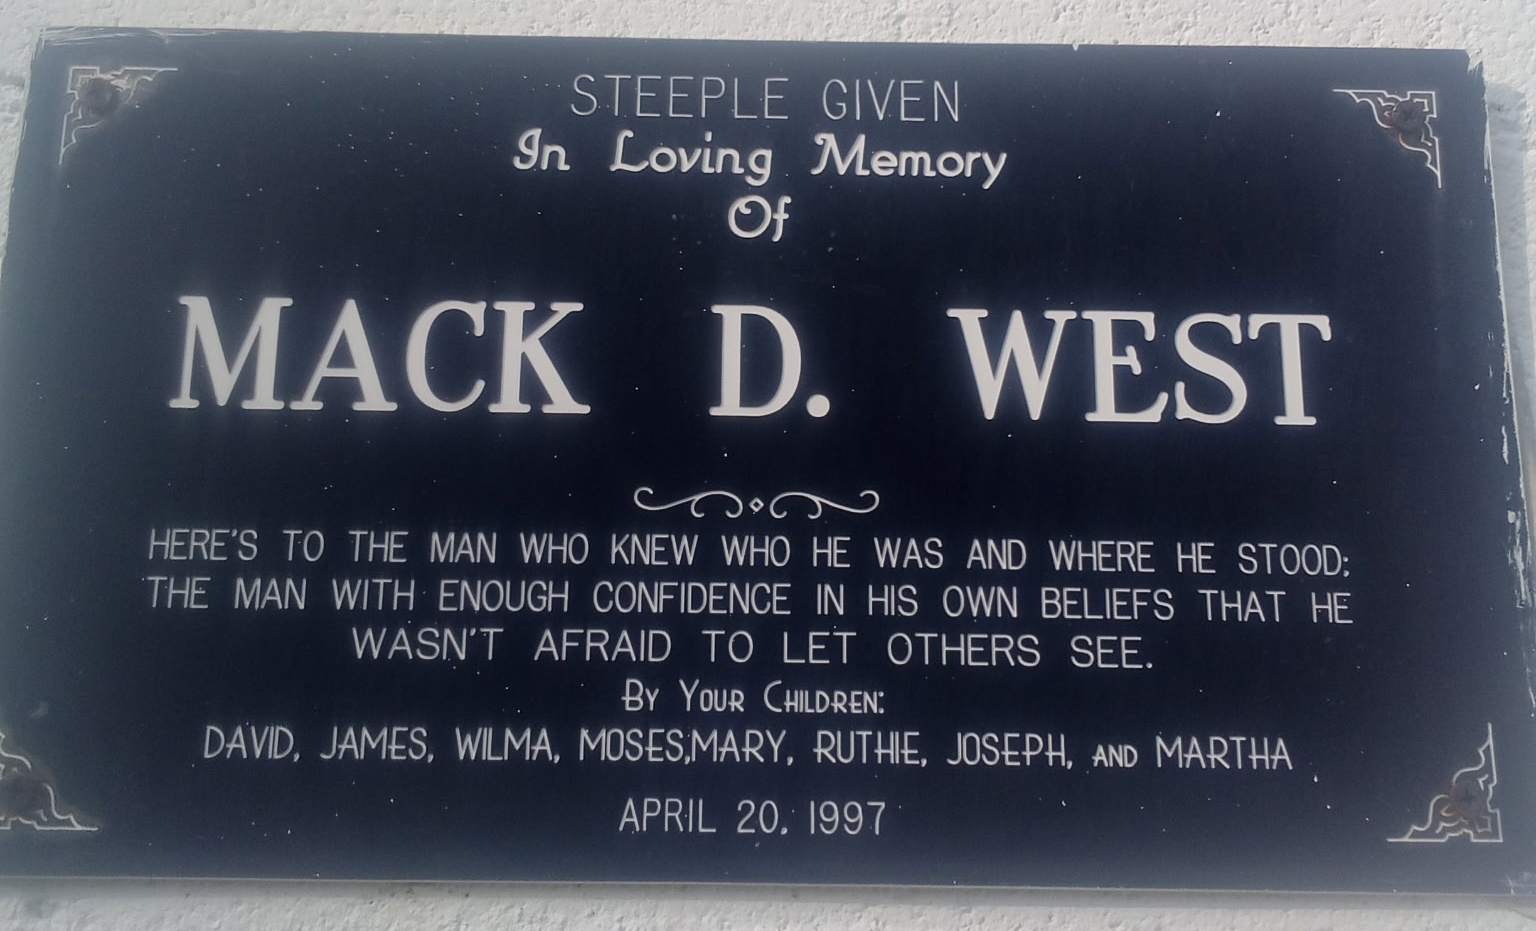 STEEPLE GIVEN
In Loving Memory
Of
MACK D. WEST
HERE'S TO THE MAN WHO KNEW WHO HE WAS AND WHERE HE STOOD:
THE MAN WITH ENOUGH CONFIDENCE IN HIS OWN BELIEFS THAT HE
WASN'T AFRAID TO LET OTHERS SEE.
BY YOUR CHILDREN:
DAVID, JAMES, WILMA, MOSES,MARY, RUTHIE, JOSEPH, AND MARTHA
APRIL 20, 1997